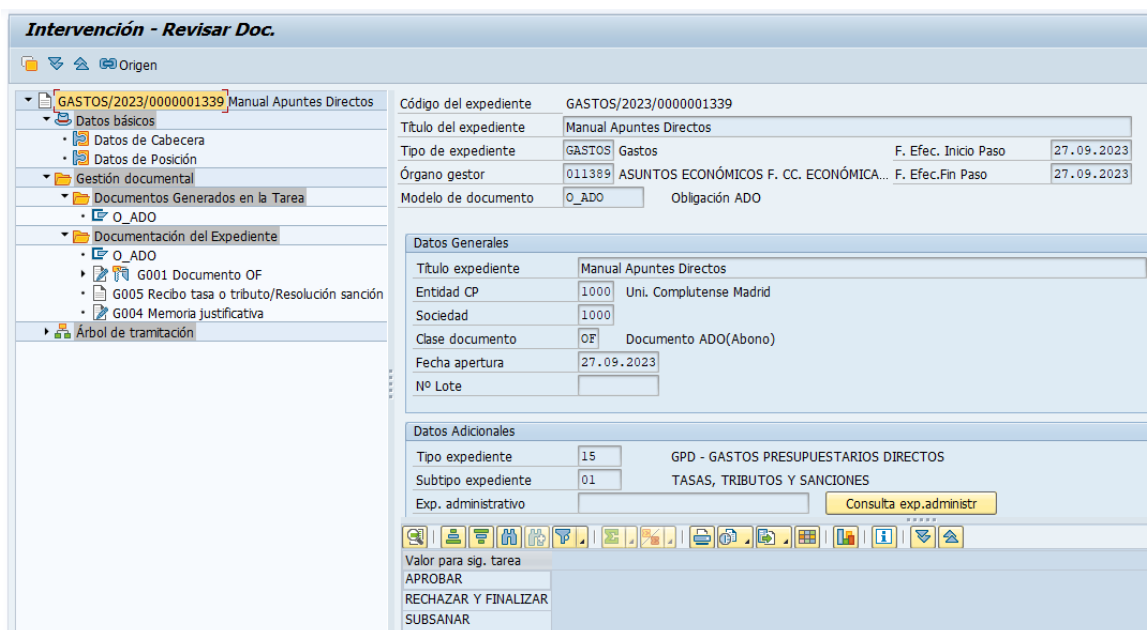 Intervención - Revisar Doc.
Origen
GASTOS/2023/0000001339 Manual Apuntes Directos
Datos básicos
Datos de Cabecera
Datos de Posición
Gestión documental
Documentos Generados en la Tarea
O_ADO
Documentación del Expediente
O_ADO
G001 Documento OF
G005 Recibo tasa o tributo/Resolución sanción
G004 Memoria justificativa
Árbol de tramitación
Código del expediente GASTOS/2023/0000001339
Título del expediente Manual Apuntes Directos
Tipo de expediente GASTOS Gastos F. Efec. Inicio Paso 27.09.2023
Órgano gestor 011389 ASUNTOS ECONÓMICOS F. CC. ECONÓMICA... F. Efec.Fin Paso 27.09.2023
Modelo de documento O_ADO Obligación ADO
Datos Generales
Título expediente Manual Apuntes Directos
Entidad CP 1000 Uni. Complutense Madrid
Sociedad 1000
Clase documento OF Documento ADO(Abono)
Fecha apertura 27.09.2023
Nº Lote
Datos Adicionales
Tipo expediente 15 GPD - GASTOS PRESUPUESTARIOS DIRECTOS
Subtipo expediente 01 TASAS, TRIBUTOS Y SANCIONES
Exp. administrativo Consulta exp.administr
Valor para sig. tarea
APROBAR
RECHAZAR Y FINALIZAR
SUBSANAR